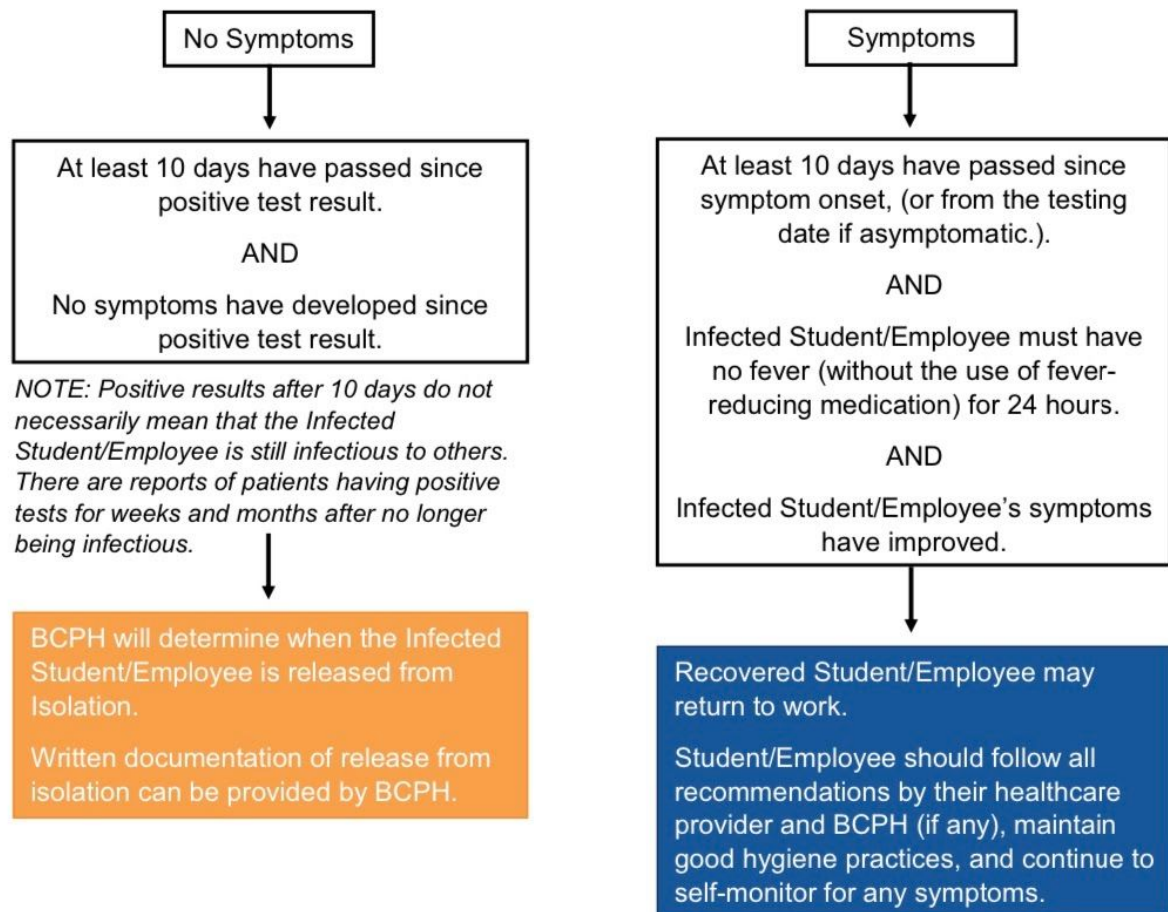 No Symptoms
At least 10 days have passed since
positive test result.
AND
No symptoms have developed since
positive test result.
NOTE: Positive results after 10 days do not
necessarily mean that the Infected
Student/Employee is still infectious to others.
There are reports of patients having positive
tests for weeks and months after no longer
being infectious.
BCPH will determine when the Infected
Student/Employee is released from
Isolation.
Written documentation of release from
isolation can be provided by BCPH.
Symptoms
At least 10 days have passed since
symptom onset, (or from the testing
date if asymptomatic.).
AND
Infected Student/Employee must have
no fever (without the use of fever-
reducing medication) for 24 hours.
AND
Infected Student/Employee’s symptoms
have improved.
Recovered Student/Employee may
return to work.
Student/Employee should follow all
recommendations by their healthcare
provider and BCPH (if any), maintain
good hygiene practices, and continue to
self-monitor for any symptoms.